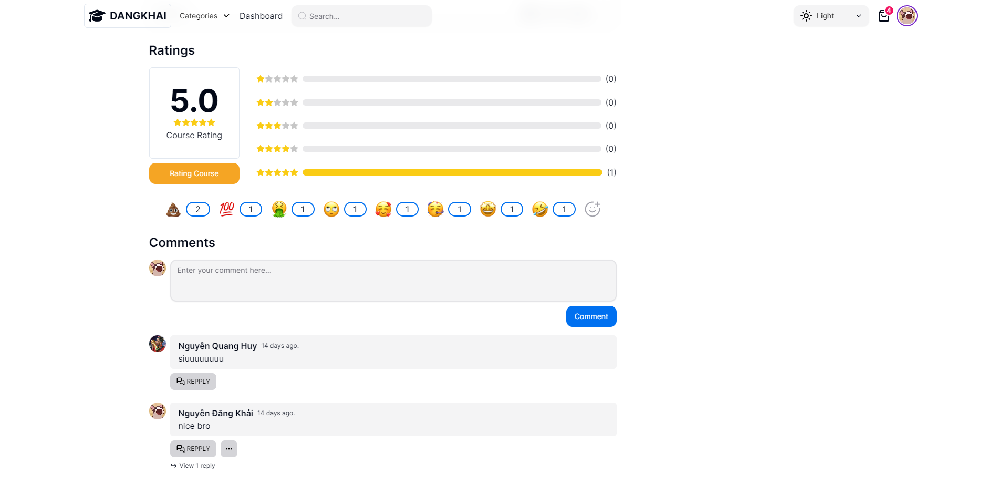 DANGKHAI Categories Dashboard Search... Light 4
Ratings
5.0
Course Rating
Rating Course
(0)
(0)
(0)
(0)
(1)
2 💯 1 1 1 1 1 1 1
Comments
Enter your comment here...
Comment
Nguyễn Quang Huy 14 days ago.
siuuuuuuuu
REPPLY
Nguyễn Đăng Khải 14 days ago.
nice bro
REPPLY
View 1 reply